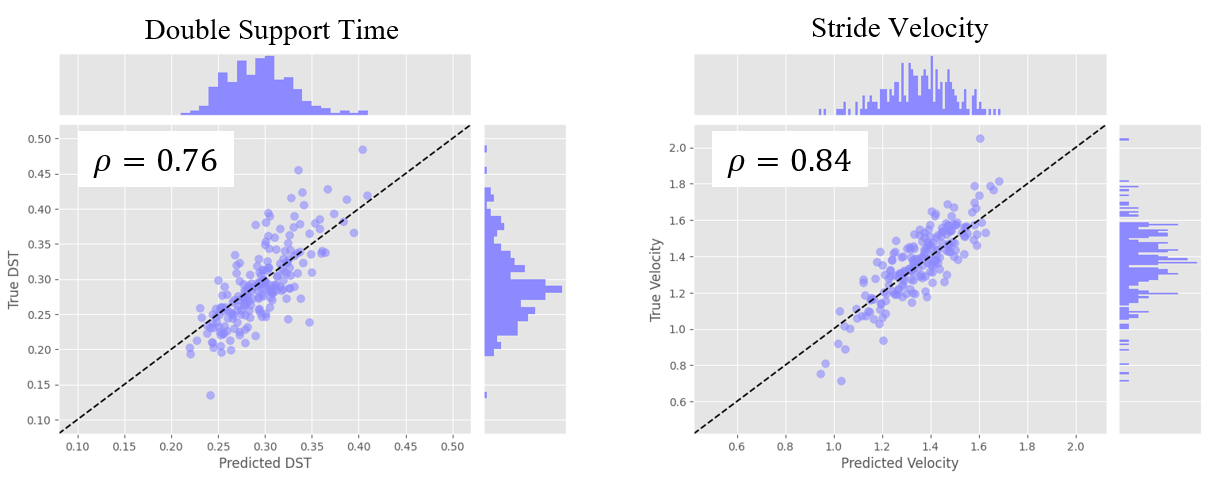 Double Support Time
ρ = 0.76
True DST
0.50
0.45
0.40
0.35
0.30
0.25
0.20
0.15
0.10
0.10 0.15 0.20 0.25 0.30 0.35 0.40 0.45 0.50
Predicted DST
Stride Velocity
ρ = 0.84
True Velocity
2.0
1.8
1.6
1.4
1.2
1.0
0.8
0.6
0.6 0.8 1.0 1.2 1.4 1.6 1.8 2.0
Predicted Velocity